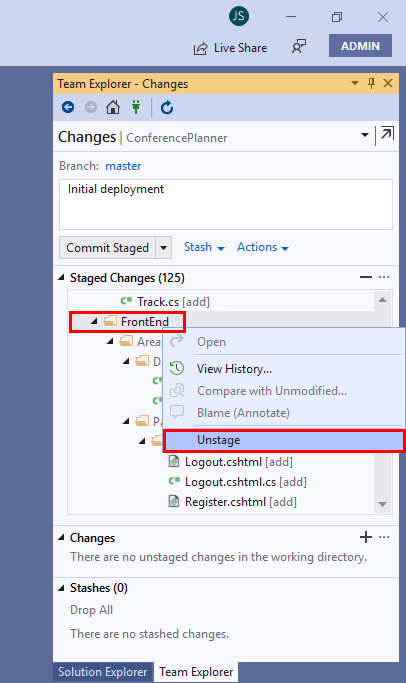 JS
Live Share
ADMIN
Team Explorer - Changes
Changes | ConferencePlanner
Branch: master
Initial deployment
Commit Staged Stash Actions
Staged Changes (125)
Track.cs [add]
FrontEnd
Areas
Open
D
View History...
Compare with Unmodified...
Blame (Annotate)
Pa
Unstage
Logout.cshtml [add]
Logout.cshtml.cs [add]
Register.cshtml [add]
Changes
There are no unstaged changes in the working directory.
Stashes (0)
Drop All
There are no stashed changes.
Solution Explorer Team Explorer